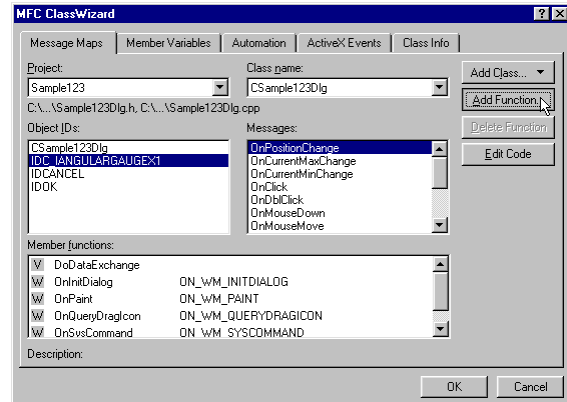 MFC ClassWizard
Message Maps
Member Variables
Automation
ActiveX Events
Class Info
Project:
Class name:
Add Class...
Sample123
CSample123Dlg
Add Function...
C:\...\Sample123Dlg.h, C:\...\Sample123Dlg.cpp
Object IDs:
Messages:
Delete Function
CSample123Dlg
IDC_IANGULARGAUGEX1
IDCANCEL
IDOK
OnPositionChange
OnCurrentMaxChange
OnCurrentMinChange
OnClick
OnDblClick
OnMouseDown
OnMouseMove
Edit Code
Member functions:
V DoDataExchange
W OnInitDialog ON_WM_INITDIALOG
W OnPaint ON_WM_PAINT
W OnQueryDragIcon ON_WM_QUERYDRAGICON
W OnSysCommand ON_WM_SYSCOMMAND
Description:
OK
Cancel